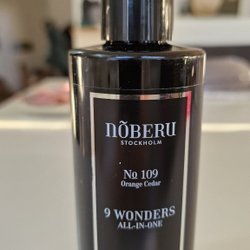 nõberu
STOCKHOLM
No 109
Orange Cedar
9 WONDERS
ALL-IN-ONE